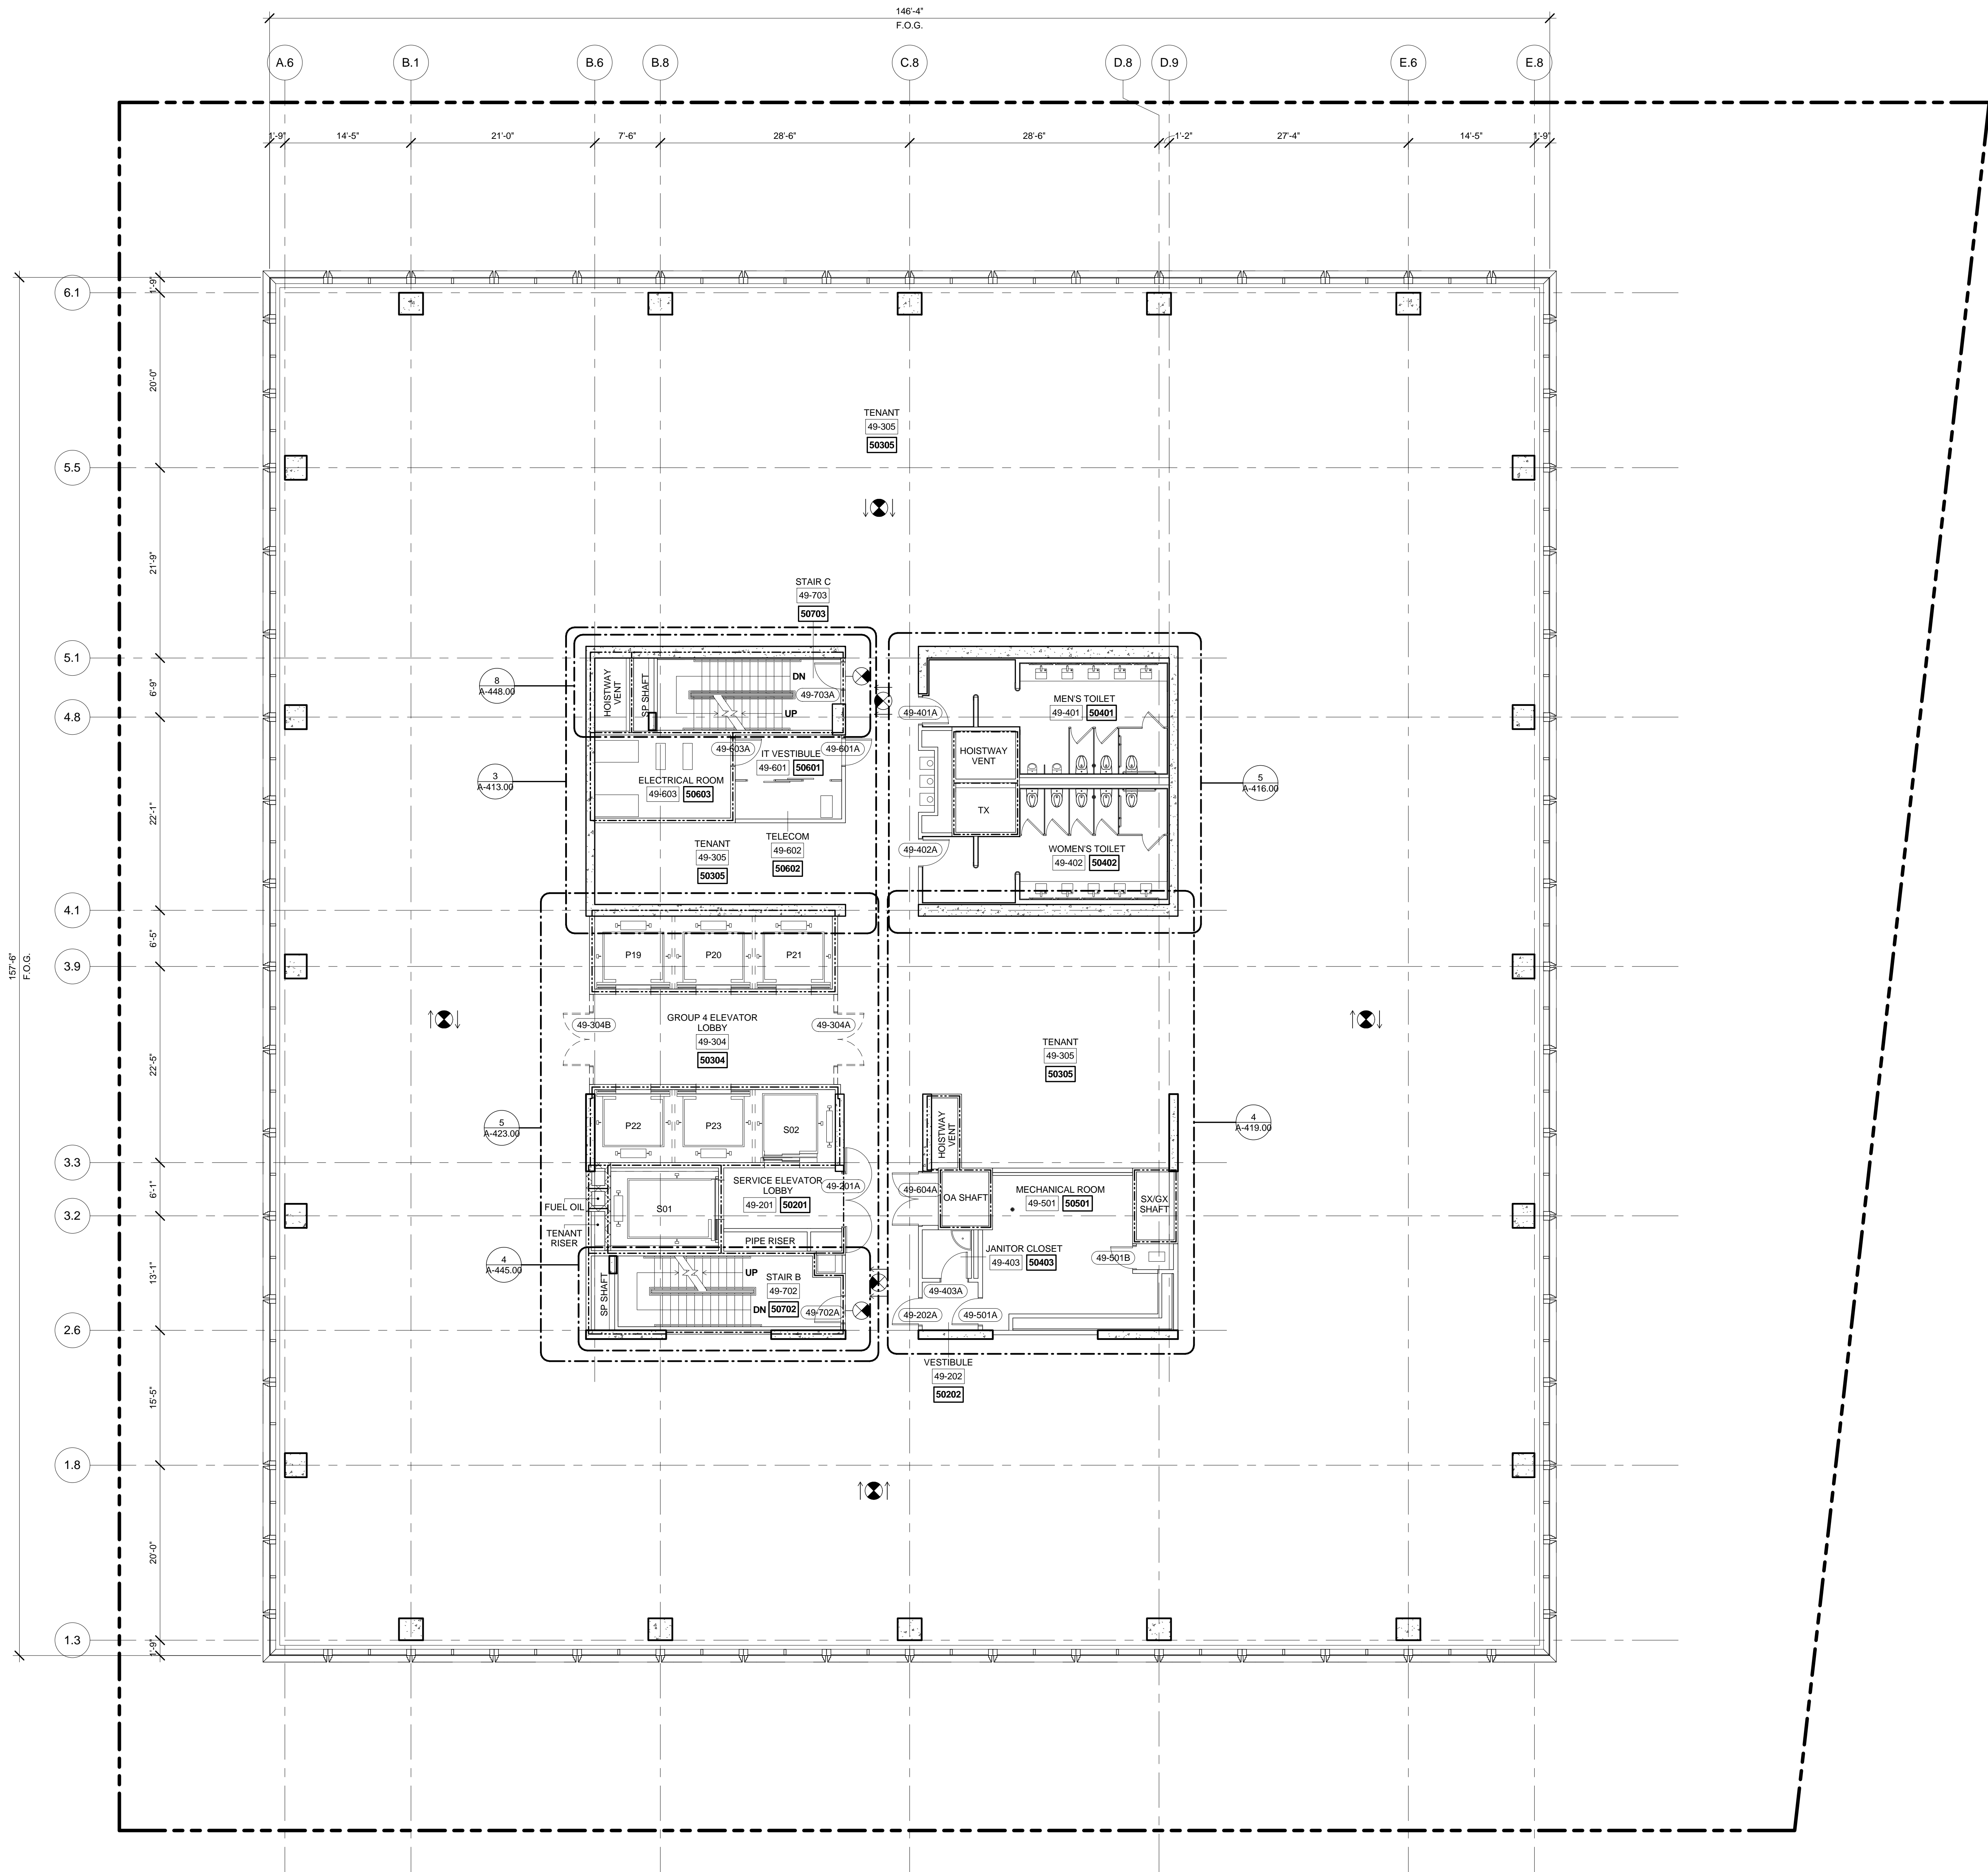 146'-4"
F.O.G.
A.6
B.1
B.6
B.8
C.8
D.8
D.9
E.6
E.8
1'-9"
14'-5"
21'-0"
7'-6"
28'-6"
28'-6"
1'-2"
27'-4"
14'-5"
1'-9"
157'-6"
F.O.G.
6.1
5.5
5.1
4.8
4.1
3.9
3.3
3.2
2.6
1.8
1.3
1'-9"
20'-0"
21'-9"
6'-9"
22'-1"
6'-5"
22'-5"
6'-1"
13'-1"
15'-5"
20'-0"
1'-9"
TENANT
49-305
50305
STAIR C
49-703
50703
8
A-448.00
HOISTWAY
VENT
SP SHAFT
DN
49-703A
UP
3
A-413.00
49-603A
49-601A
IT VESTIBULE
49-601 50601
ELECTRICAL ROOM
49-603 50603
TELECOM
49-602
50602
TENANT
49-305
50305
49-401A
MEN'S TOILET
49-401 50401
HOISTWAY
VENT
TX
5
A-416.00
49-402A
WOMEN'S TOILET
49-402 50402
P19
P20
P21
49-304B
GROUP 4 ELEVATOR
LOBBY
49-304
50304
49-304A
TENANT
49-305
50305
5
A-423.00
P22
P23
S02
HOISTWAY
VENT
4
A-419.00
SERVICE ELEVATOR
LOBBY
49-201 50201
49-201A
S01
FUEL OIL
TENANT
RISER
PIPE RISER
49-604A
OA SHAFT
MECHANICAL ROOM
49-501 50501
SX/GX
SHAFT
JANITOR CLOSET
49-403 50403
49-501B
4
A-445.00
SP SHAFT
UP
STAIR B
49-702
DN 50702
49-702A
49-403A
49-202A
49-501A
VESTIBULE
49-202
50202